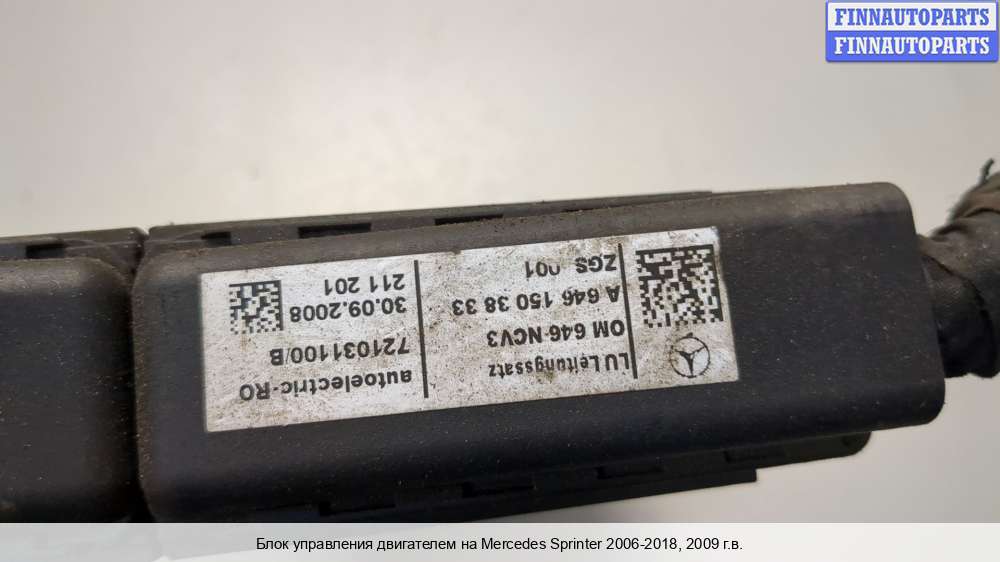 FINNAUTOPARTS
FINNAUTOPARTS
LU Leitungssatz
OM 646 NCV3
A 646 150 38 33
ZGS 001
autoelectric-RO
721031100/B
30.09.2008
211 201
Блок управления двигателем на Mercedes Sprinter 2006-2018, 2009 г.в.